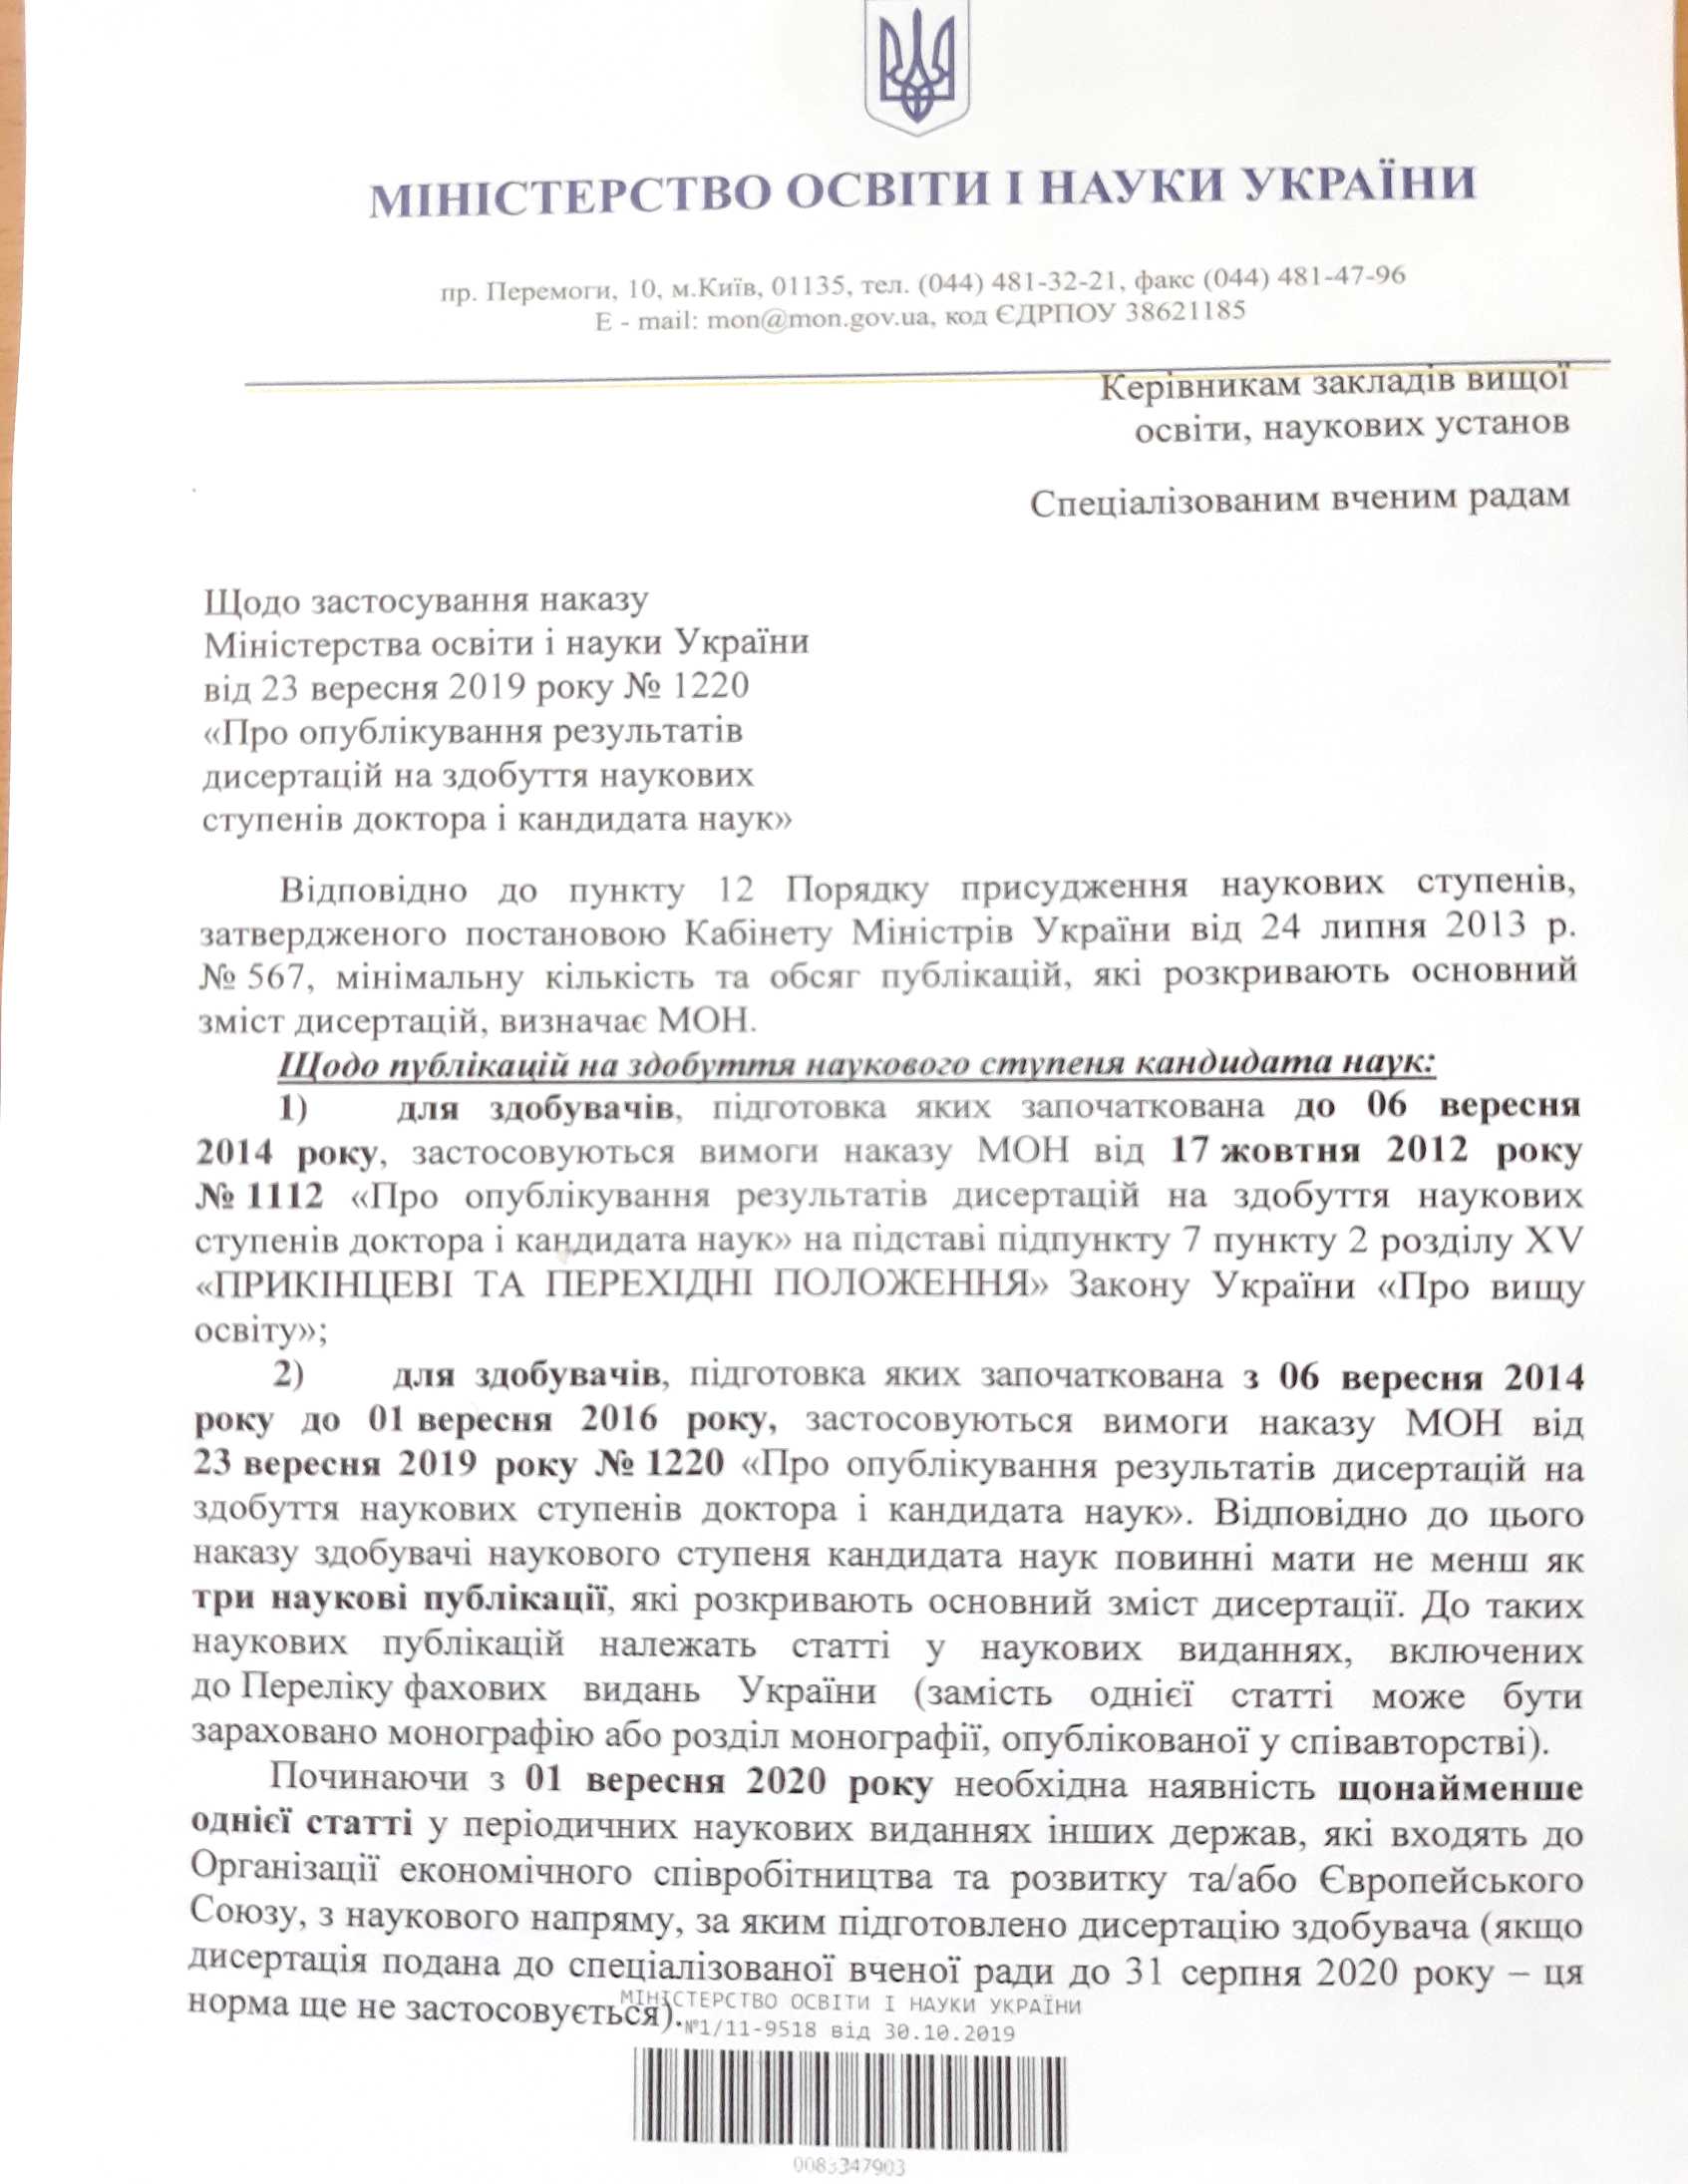 МІНІСТЕРСТВО ОСВІТИ І НАУКИ УКРАЇНИ
пр. Перемоги, 10, м.Київ, 01135, тел. (044) 481-32-21, факс (044) 481-47-96
E - mail: mon@mon.gov.ua, код ЄДРПОУ 38621185
Керівникам закладів вищої
освіти, наукових установ
Спеціалізованим вченим радам
Щодо застосування наказу
Міністерства освіти і науки України
від 23 вересня 2019 року № 1220
«Про опублікування результатів
дисертацій на здобуття наукових
ступенів доктора і кандидата наук»
Відповідно до пункту 12 Порядку присудження наукових ступенів,
затвердженого постановою Кабінету Міністрів України від 24 липня 2013 р.
№ 567, мінімальну кількість та обсяг публікацій, які розкривають основний
зміст дисертацій, визначає МОН.
Щодо публікацій на здобуття наукового ступеня кандидата наук:
1) для здобувачів, підготовка яких започаткована до 06 вересня
2014 року, застосовуються вимоги наказу МОН від 17 жовтня 2012 року
№ 1112 «Про опублікування результатів дисертацій на здобуття наукових
ступенів доктора і кандидата наук» на підставі підпункту 7 пункту 2 розділу XV
«ПРИКІНЦЕВІ ТА ПЕРЕХІДНІ ПОЛОЖЕННЯ» Закону України «Про вищу
освіту»;
2) для здобувачів, підготовка яких започаткована з 06 вересня 2014
року до 01 вересня 2016 року, застосовуються вимоги наказу МОН від
23 вересня 2019 року № 1220 «Про опублікування результатів дисертацій на
здобуття наукових ступенів доктора і кандидата наук». Відповідно до цього
наказу здобувачі наукового ступеня кандидата наук повинні мати не менш як
три наукові публікації, які розкривають основний зміст дисертації. До таких
наукових публікацій належать статті у наукових виданнях, включених
до Переліку фахових видань України (замість однієї статті може бути
зараховано монографію або розділ монографії, опублікованої у співавторстві).
Починаючи з 01 вересня 2020 року необхідна наявність щонайменше
однієї статті у періодичних наукових виданнях інших держав, які входять до
Організації економічного співробітництва та розвитку та/або Європейського
Союзу, з наукового напряму, за яким підготовлено дисертацію здобувача (якщо
дисертація подана до спеціалізованої вченої ради до 31 серпня 2020 року – ця
норма ще не застосовується).
МІНІСТЕРСТВО ОСВІТИ І НАУКИ УКРАЇНИ
№1/11-9518 від 30.10.2019
0083347903